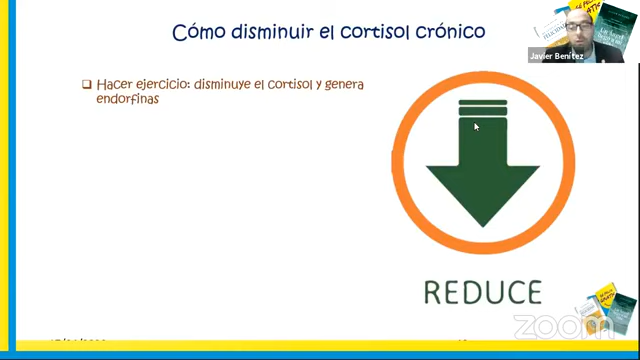 Cómo disminuir el cortisol crónico
Javier Benítez
Hacer ejercicio: disminuye el cortisol y genera
endorfinas
REDUCE
zoom